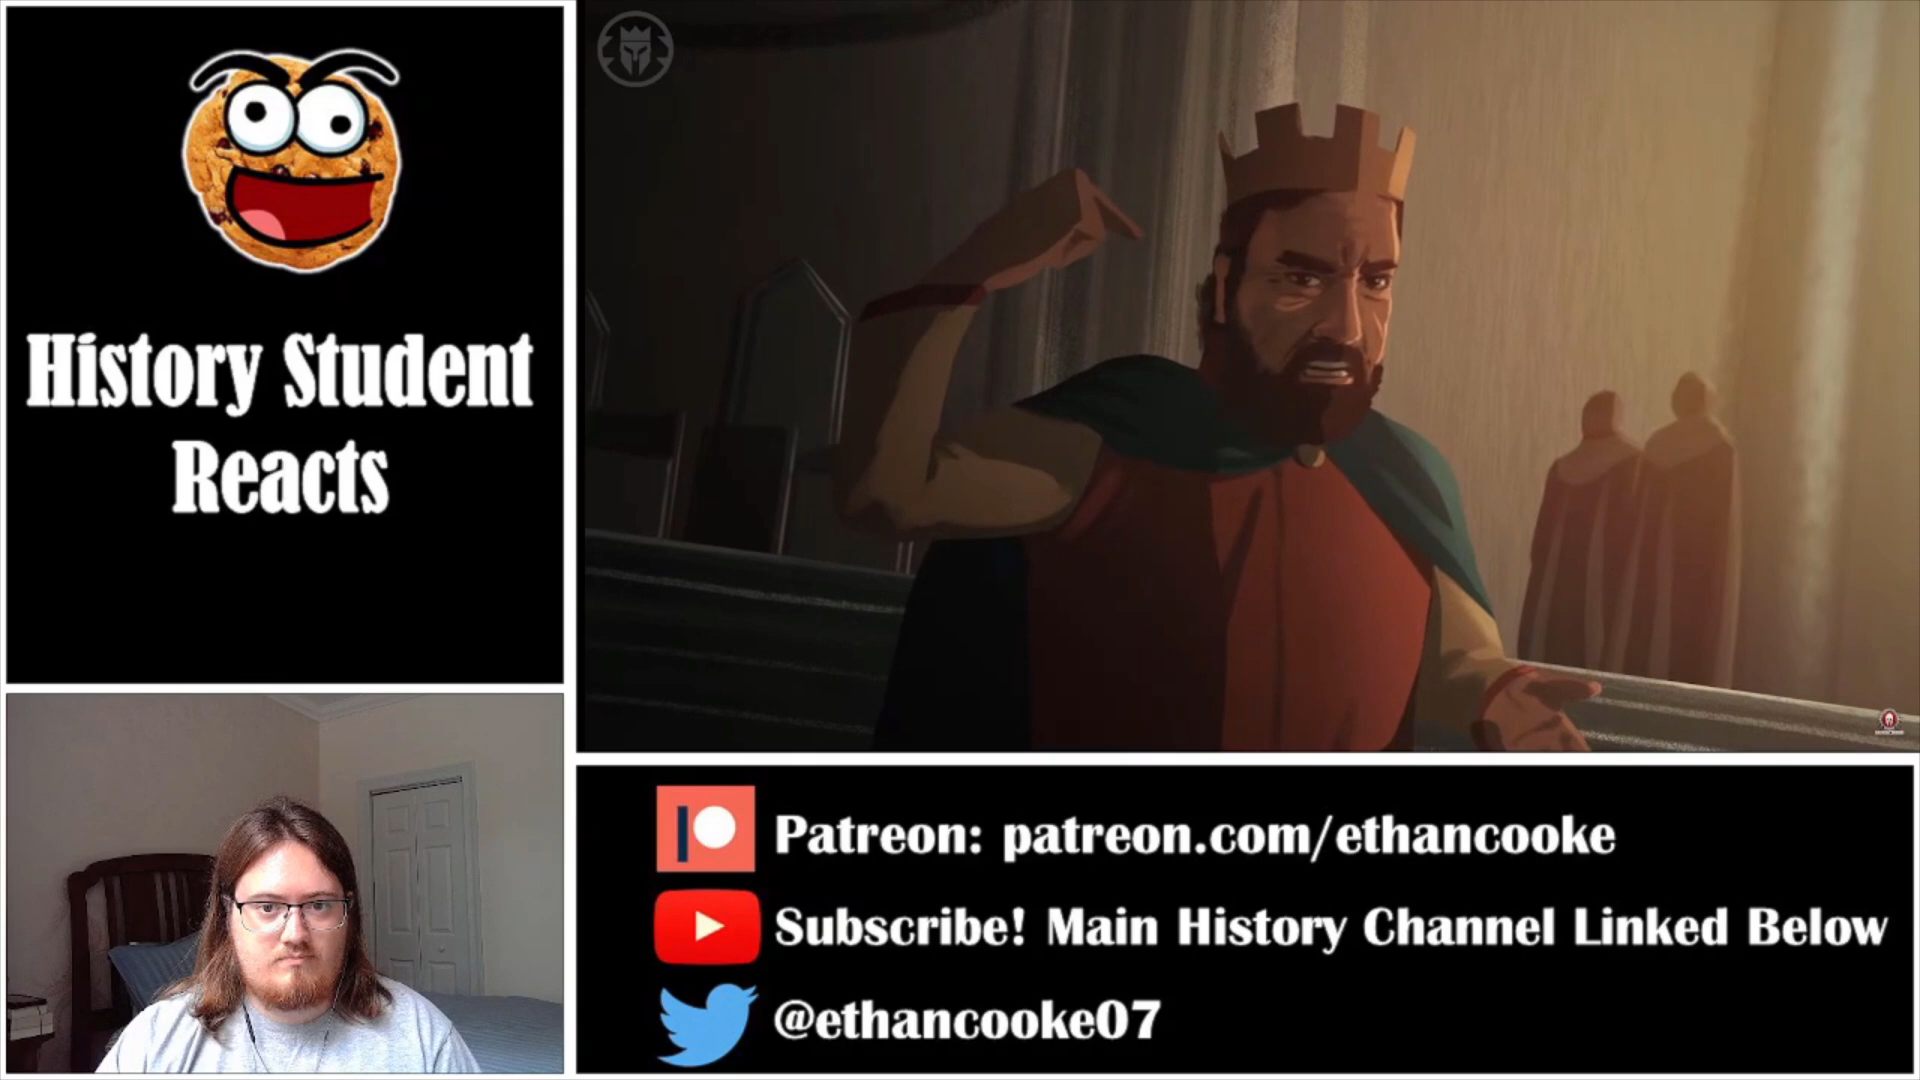 History Student
Reacts
Patreon: patreon.com/ethancooke
Subscribe! Main History Channel Linked Below
@ethancooke07